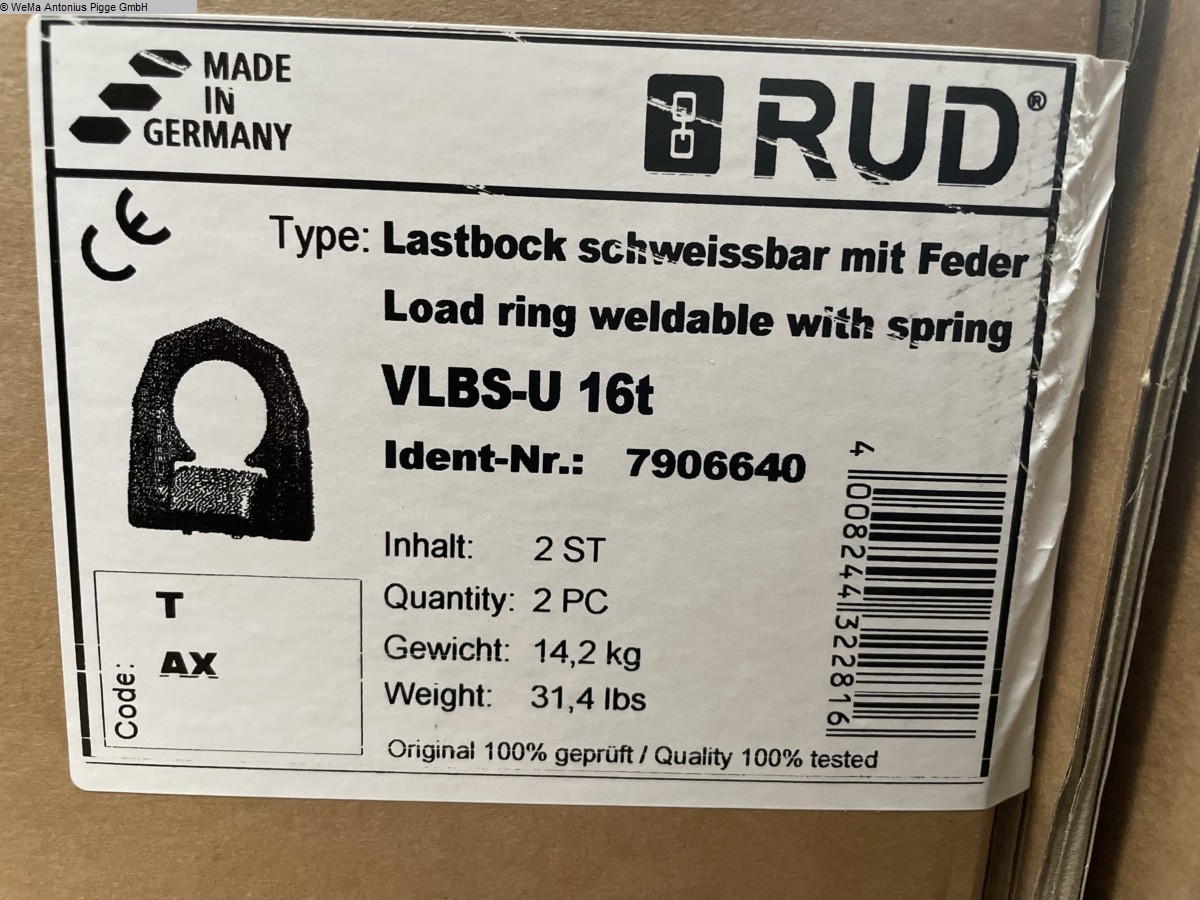 © WeMa Antonius Pigge GmbH
MADE
IN
GERMANY
RUD®
CE
Type: Lastbock schweissbar mit Feder
Load ring weldable with spring
VLBS-U 16t
Ident-Nr.: 7906640
Inhalt: 2 ST
Quantity: 2 PC
Gewicht: 14,2 kg
Weight: 31,4 lbs
Original 100% geprüft / Quality 100% tested
Code:
T
AX
4 008244 322816